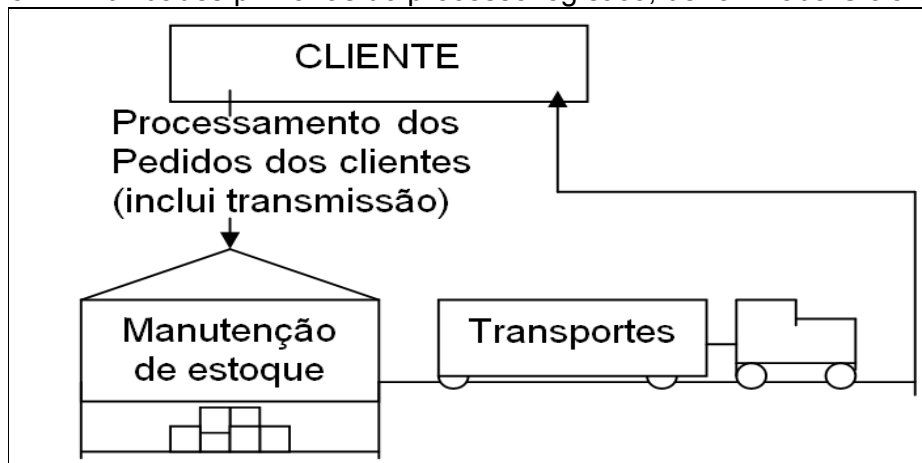 CLIENTE
Processamento dos
Pedidos dos clientes
(inclui transmissão)
Manutenção
de estoque
Transportes